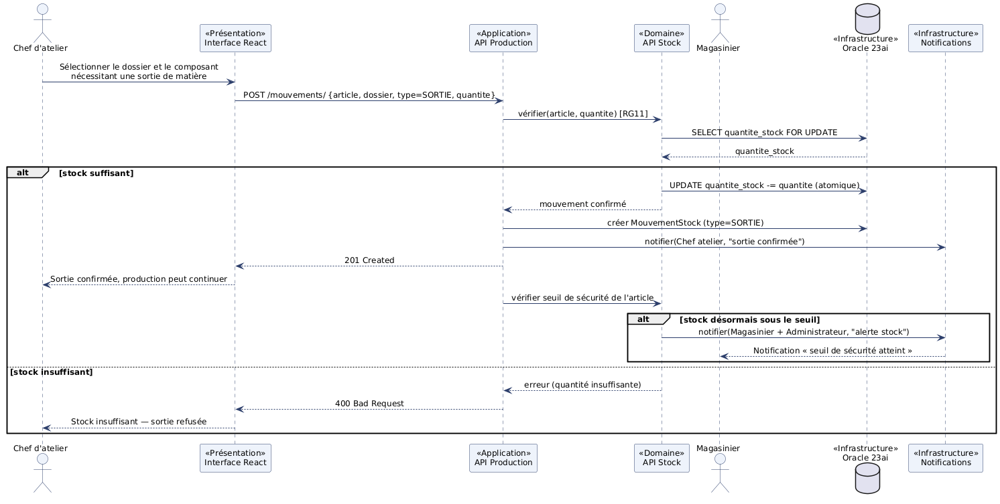 Chef d'atelier
«Présentation»
Interface React
«Application»
API Production
«Domaine»
API Stock
Magasinier
«Infrastructure»
Oracle 23ai
«Infrastructure»
Notifications
Sélectionner le dossier et le composant
nécessitant une sortie de matière
POST /mouvements/ {article, dossier, type=SORTIE, quantite}
vérifier(article, quantite) [RG11]
SELECT quantite_stock FOR UPDATE
quantite_stock
alt [stock suffisant]
UPDATE quantite_stock -= quantite (atomique)
mouvement confirmé
créer MouvementStock (type=SORTIE)
notifier(Chef atelier, "sortie confirmée")
201 Created
Sortie confirmée, production peut continuer
vérifier seuil de sécurité de l'article
alt [stock désormais sous le seuil]
notifier(Magasinier + Administrateur, "alerte stock")
Notification « seuil de sécurité atteint »
[stock insuffisant]
erreur (quantité insuffisante)
400 Bad Request
Stock insuffisant — sortie refusée
Chef d'atelier
«Présentation»
Interface React
«Application»
API Production
«Domaine»
API Stock
Magasinier
«Infrastructure»
Oracle 23ai
«Infrastructure»
Notifications